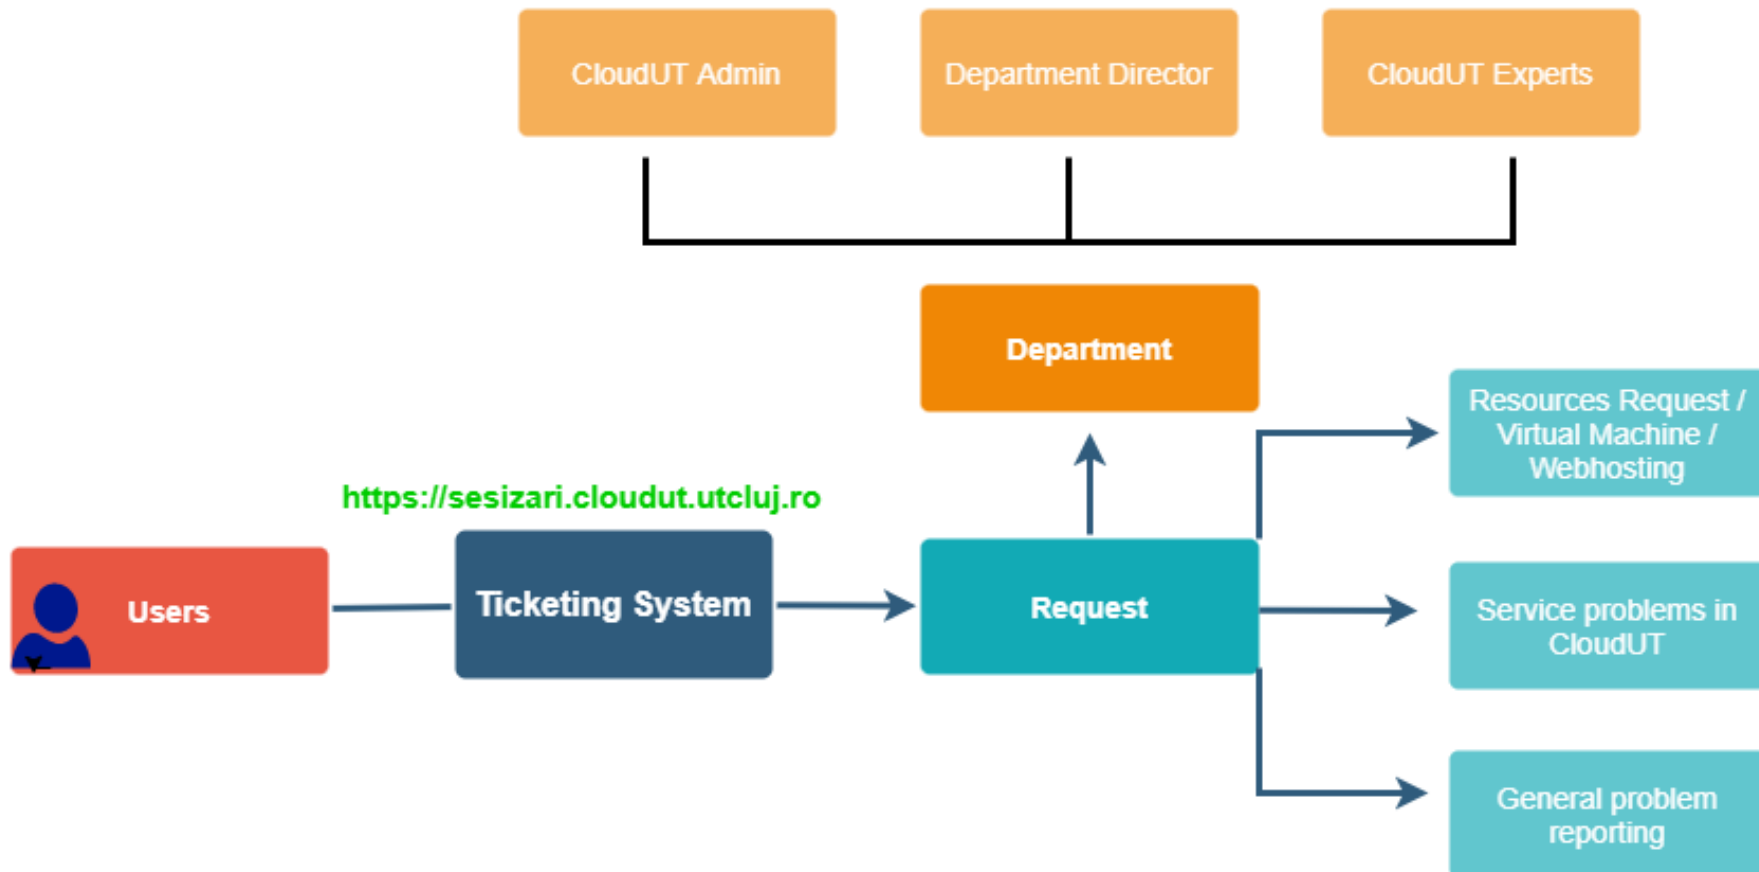 CloudUT Admin
Department Director
CloudUT Experts
Department
Resources Request /
Virtual Machine /
Webhosting
https://sesizari.cloudut.utcluj.ro
Users
Ticketing System
Request
Service problems in
CloudUT
General problem
reporting